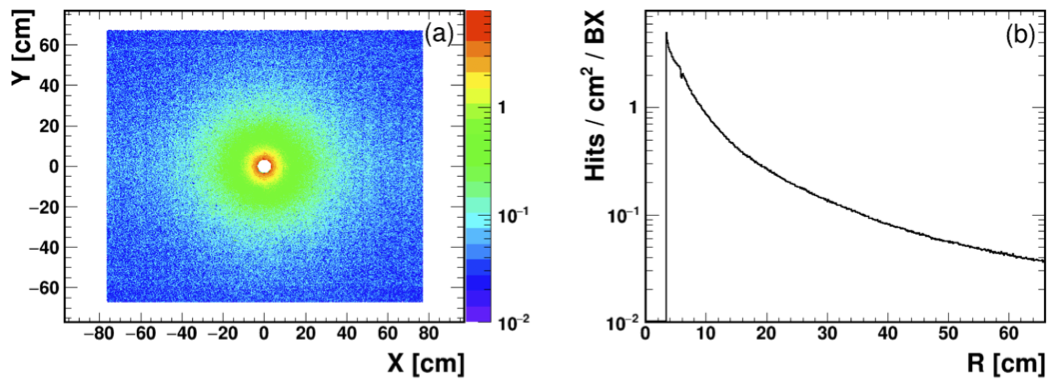 (a)
Y [cm]
60
40
20
0
−20
−40
−60
−80 −60 −40 −20 0 20 40 60 80
X [cm]
1
10⁻¹
10⁻²
(b)
Hits / cm² / BX
1
10⁻¹
10⁻²
0 10 20 30 40 50 60
R [cm]